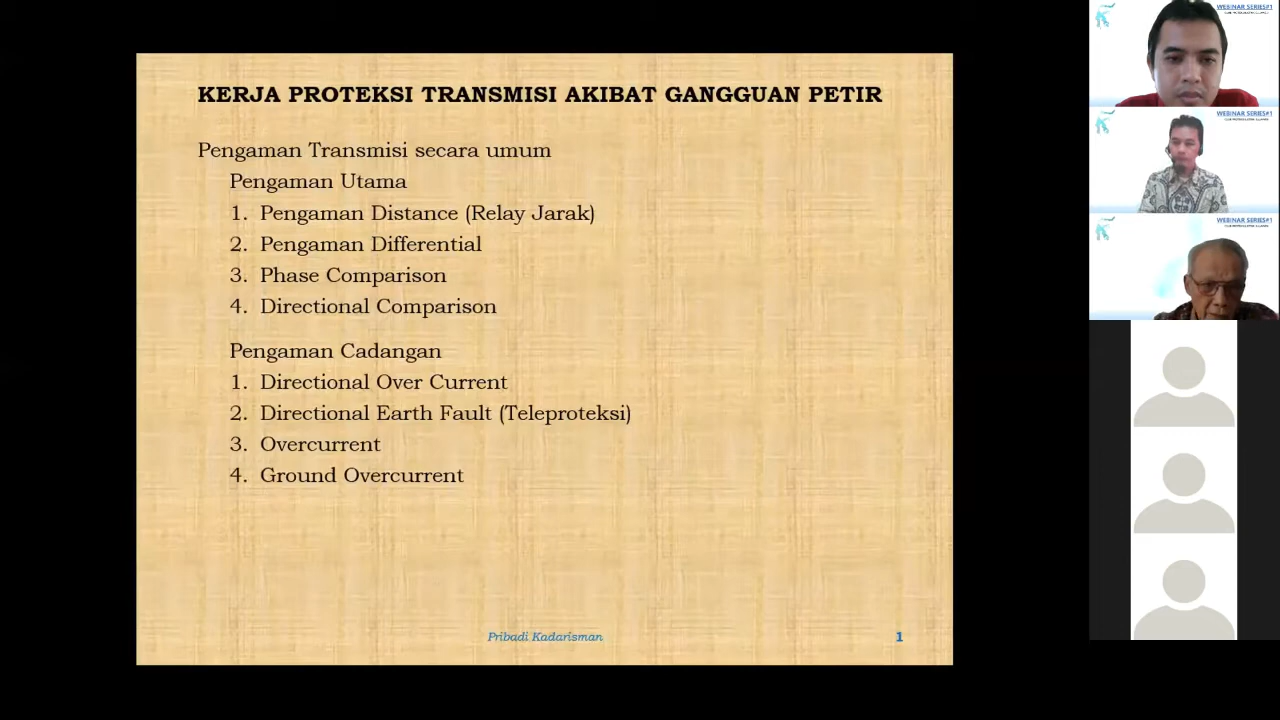 KERJA PROTEKSI TRANSMISI AKIBAT GANGGUAN PETIR
Pengaman Transmisi secara umum
Pengaman Utama
1. Pengaman Distance (Relay Jarak)
2. Pengaman Differential
3. Phase Comparison
4. Directional Comparison
Pengaman Cadangan
1. Directional Over Current
2. Directional Earth Fault (Teleproteksi)
3. Overcurrent
4. Ground Overcurrent
Pribadi Kadarisman
1
WEBINAR SERIES#1
WEBINAR SERIES#1
WEBINAR SERIES#1